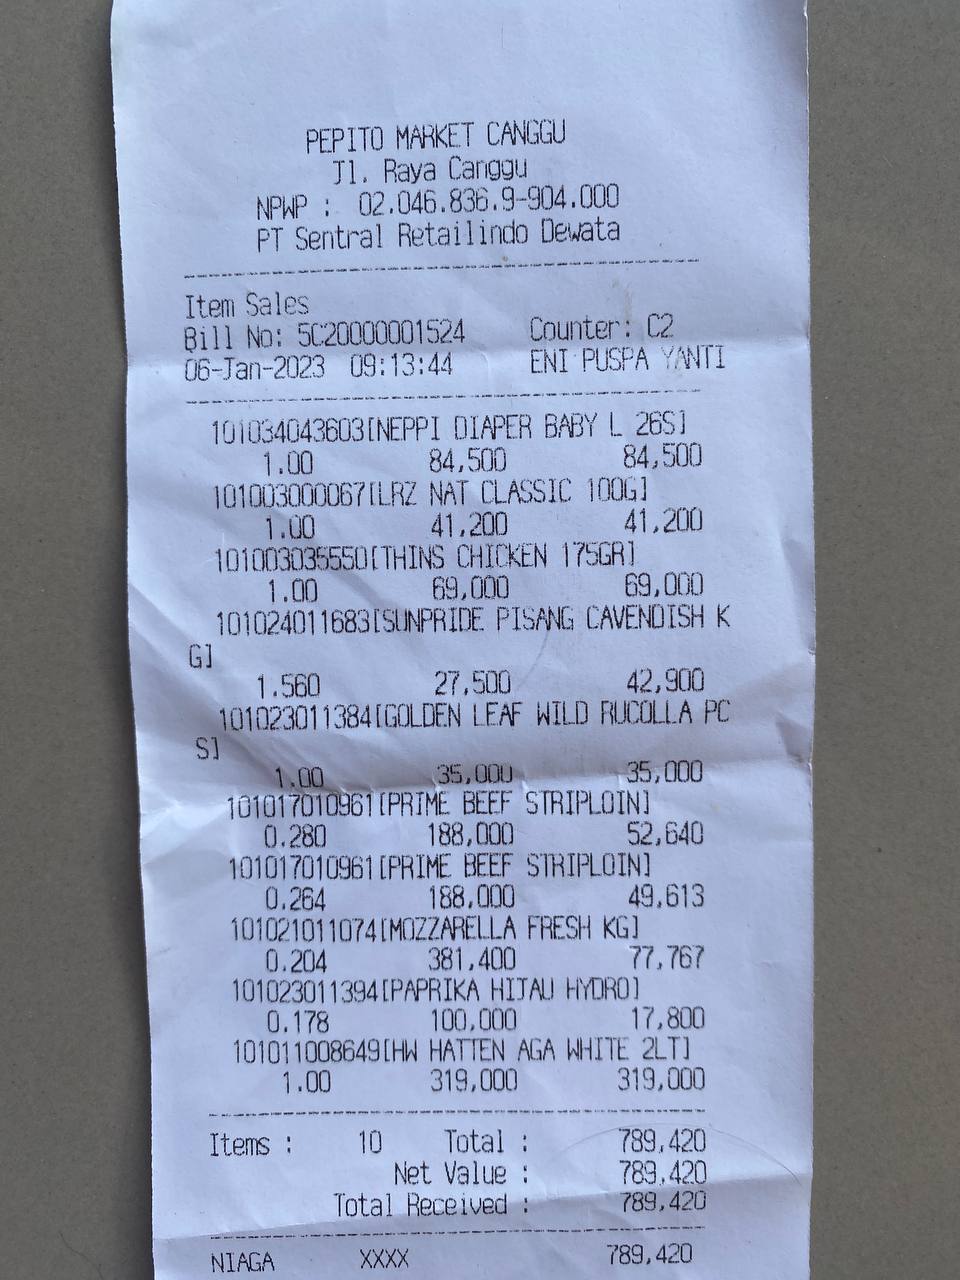 PEPITO MARKET CANGGU
Jl. Raya Canggu
NPWP : 02.046.836.9-904.000
PT Sentral Retailindo Dewata
Item Sales
Bill No: 5C20000001524 Counter: C2
06-Jan-2023 09:13:44 ENI PUSPA YANTI
101034043603[NEPPI DIAPER BABY L 26S]
1.00 84,500 84,500
101003000067[LRZ NAT CLASSIC 100G]
1.00 41,200 41,200
101003035550[THINS CHICKEN 175GR]
1.00 69,000 69,000
101024011683[SUNPRIDE PISANG CAVENDISH K
G]
1.560 27,500 42,900
101023011384[GOLDEN LEAF WILD RUCOLLA PC
S]
1.00 35,000 35,000
101017010961[PRIME BEEF STRIPLOIN]
0.280 188,000 52,640
101017010961[PRIME BEEF STRIPLOIN]
0.264 188,000 49,613
101021011074[MOZZARELLA FRESH KG]
0.204 381,400 77,767
101023011394[PAPRIKA HIJAU HYDRO]
0.178 100,000 17,800
101011008649[HW HATTEN AGA WHITE 2LT]
1.00 319,000 319,000
Items : 10 Total : 789,420
Net Value : 789,420
Total Received : 789,420
NIAGA XXXX 789,420